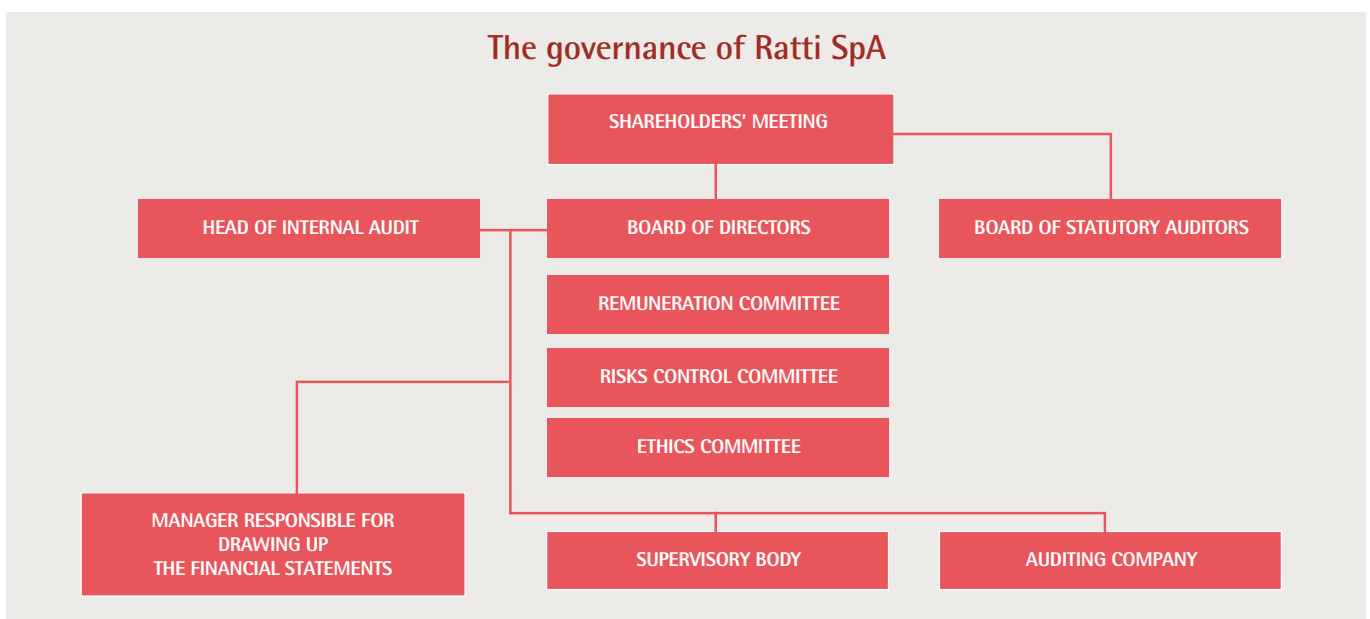 The governance of Ratti SpA
SHAREHOLDERS' MEETING
HEAD OF INTERNAL AUDIT
BOARD OF DIRECTORS
BOARD OF STATUTORY AUDITORS
REMUNERATION COMMITTEE
RISKS CONTROL COMMITTEE
ETHICS COMMITTEE
MANAGER RESPONSIBLE FOR
DRAWING UP
THE FINANCIAL STATEMENTS
SUPERVISORY BODY
AUDITING COMPANY